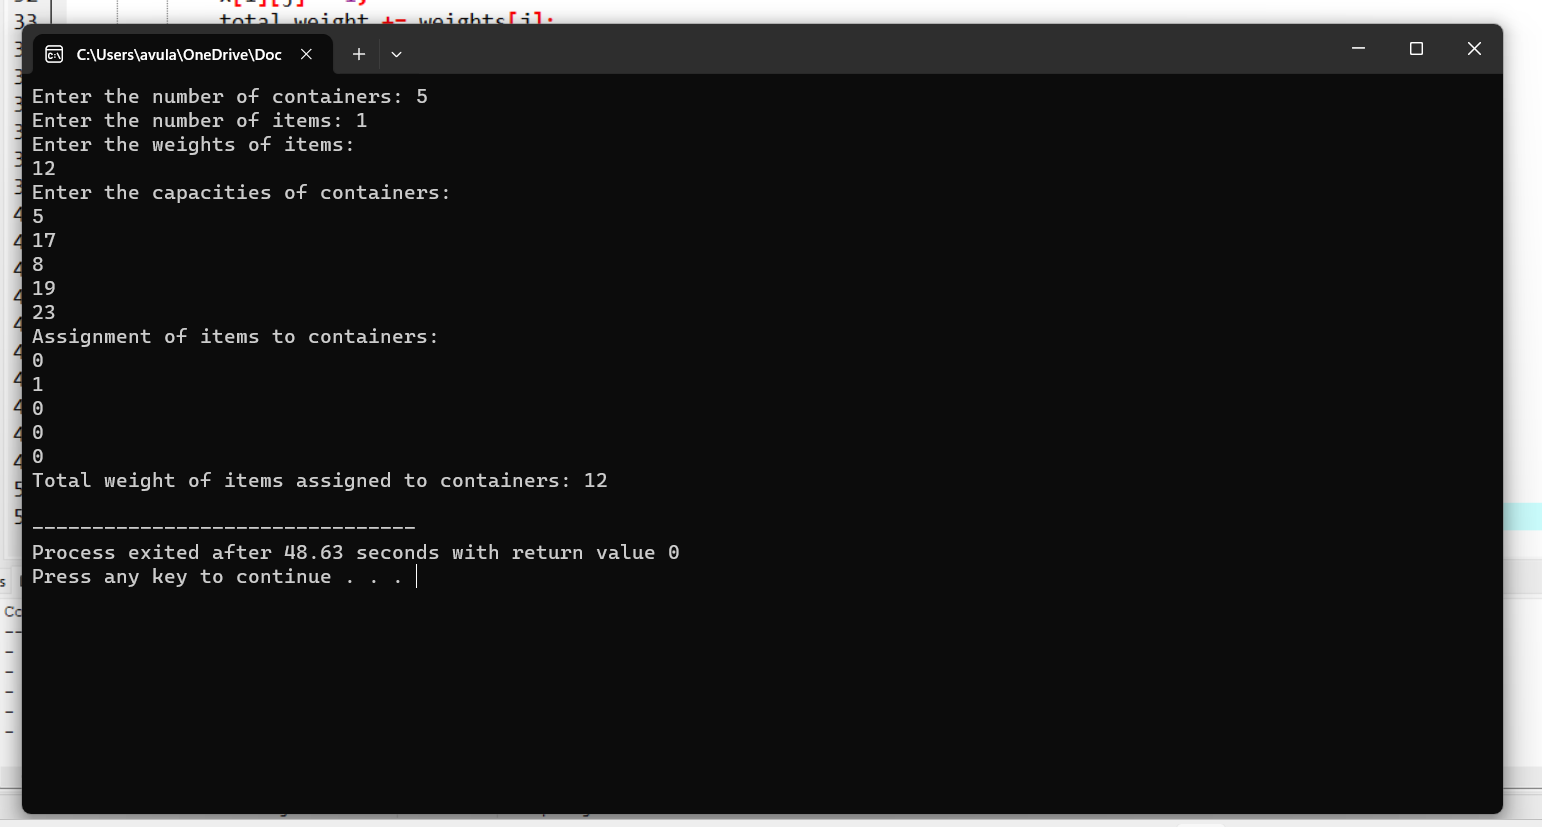 33
total_weight += weights[j];
C:\Users\avula\OneDrive\Doc
Enter the number of containers: 5
Enter the number of items: 1
Enter the weights of items:
12
Enter the capacities of containers:
5
17
8
19
23
Assignment of items to containers:
0
1
0
0
0
Total weight of items assigned to containers: 12
--------------------------------
Process exited after 48.63 seconds with return value 0
Press any key to continue . . .